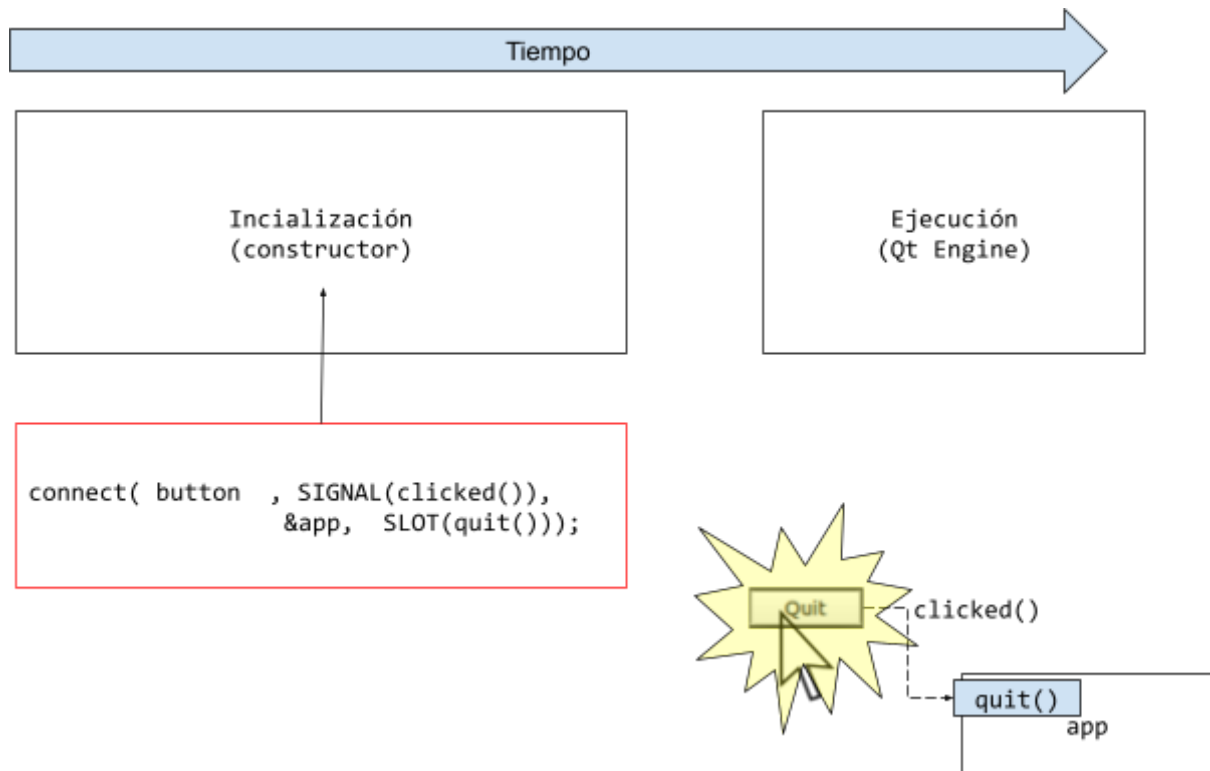 Tiempo
Incialización
(constructor)
Ejecución
(Qt Engine)
connect( button  , SIGNAL(clicked()),
&app,  SLOT(quit()));
Quit
clicked()
quit()
app